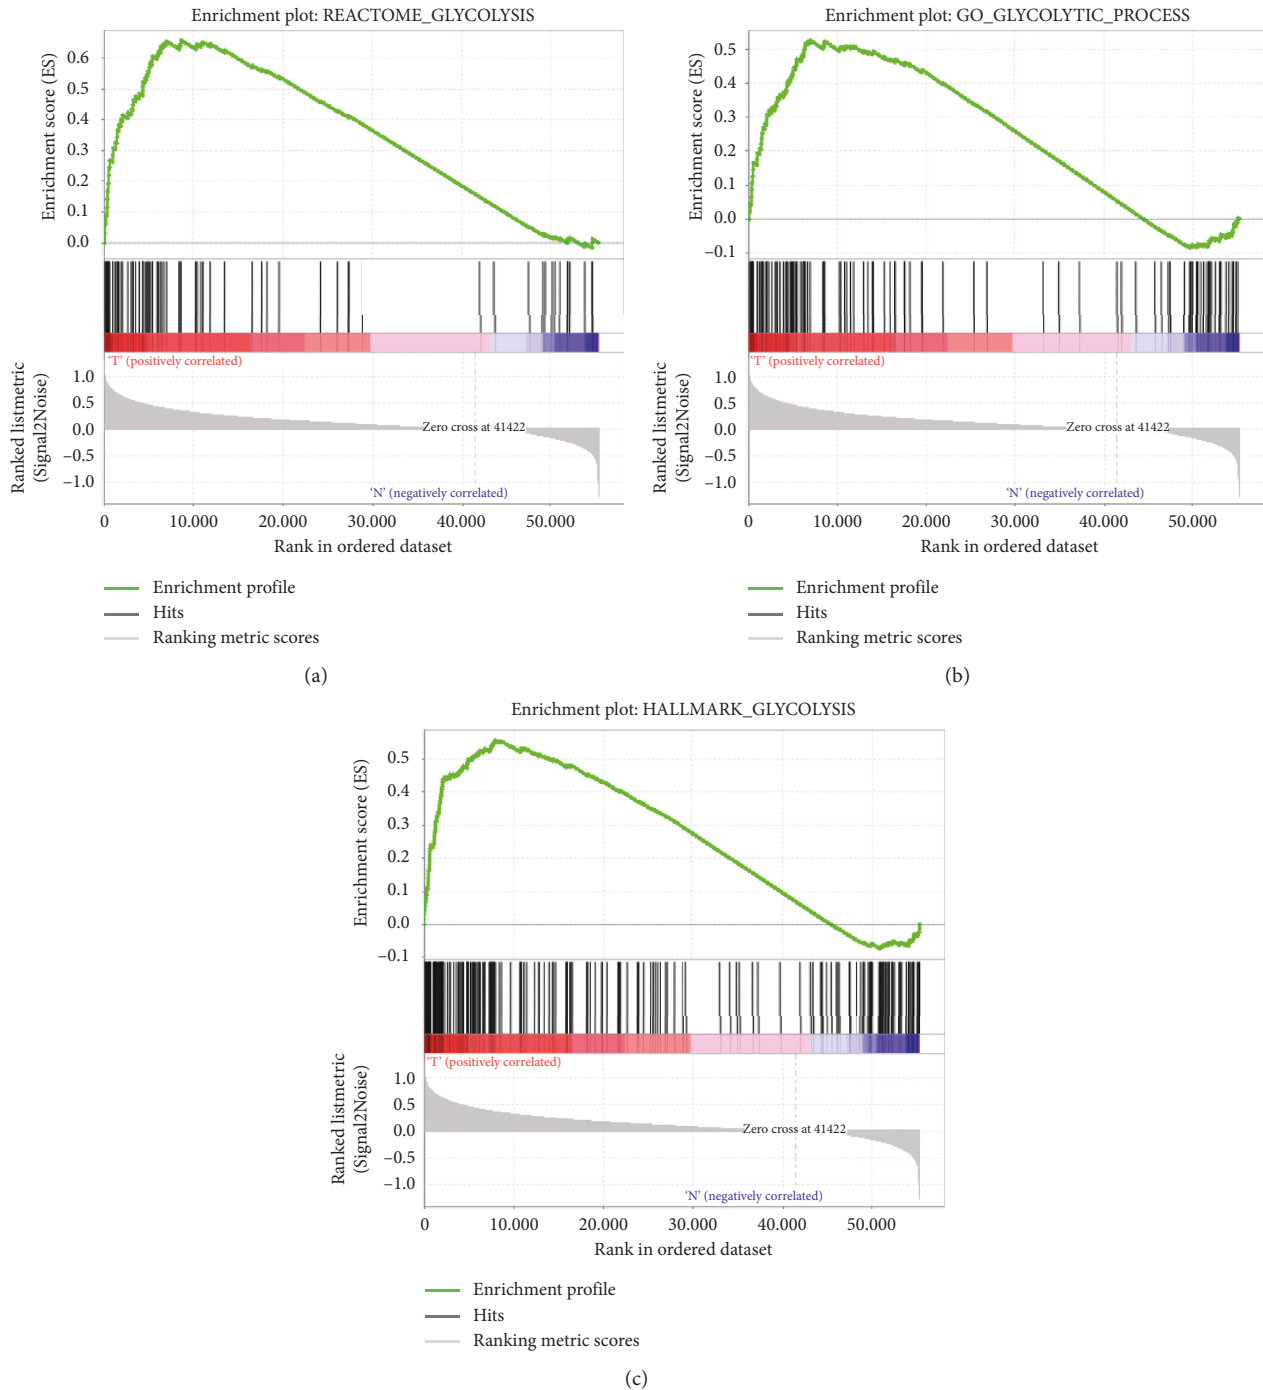 Enrichment plot: REACTOME_GLYCOLYSIS
Enrichment score (ES)
0.6
0.5
0.4
0.3
0.2
0.1
0.0
'T' (positively correlated)
Ranked listmetric
(Signal2Noise)
1.0
0.5
0.0
−0.5
−1.0
Zero cross at 41422
'N' (negatively correlated)
0 10.000 20.000 30.000 40.000 50.000
Rank in ordered dataset
Enrichment profile
Hits
Ranking metric scores
(a)
Enrichment plot: GO_GLYCOLYTIC_PROCESS
Enrichment score (ES)
0.5
0.4
0.3
0.2
0.1
0.0
−0.1
'T' (positively correlated)
Ranked listmetric
(Signal2Noise)
1.0
0.5
0.0
−0.5
−1.0
Zero cross at 41422
'N' (negatively correlated)
0 10.000 20.000 30.000 40.000 50.000
Rank in ordered dataset
Enrichment profile
Hits
Ranking metric scores
(b)
Enrichment plot: HALLMARK_GLYCOLYSIS
Enrichment score (ES)
0.5
0.4
0.3
0.2
0.1
0.0
−0.1
'T' (positively correlated)
Ranked listmetric
(Signal2Noise)
1.0
0.5
0.0
−0.5
−1.0
Zero cross at 41422
'N' (negatively correlated)
0 10.000 20.000 30.000 40.000 50.000
Rank in ordered dataset
Enrichment profile
Hits
Ranking metric scores
(c)